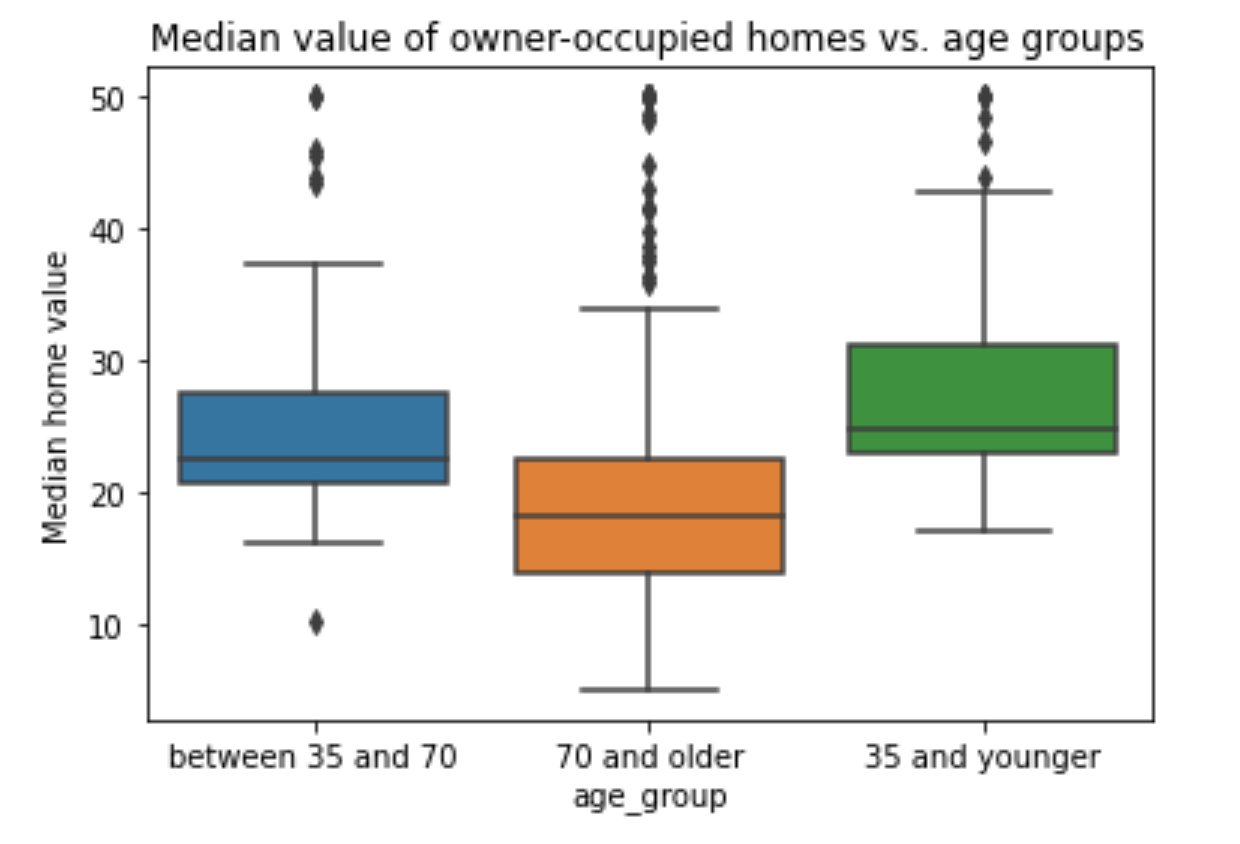 Median value of owner-occupied homes vs. age groups
50
40
30
20
10
Median home value
between 35 and 70
70 and older
35 and younger
age_group